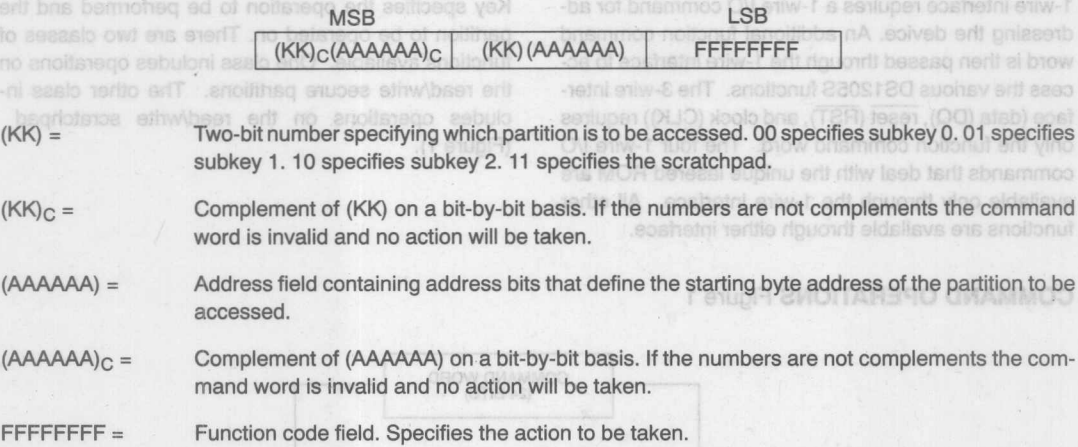 MSB LSB
(KK)C(AAAAAA)C (KK) (AAAAAA) FFFFFFFF
(KK) = Two-bit number specifying which partition is to be accessed. 00 specifies subkey 0. 01 specifies
subkey 1. 10 specifies subkey 2. 11 specifies the scratchpad.
(KK)C = Complement of (KK) on a bit-by-bit basis. If the numbers are not complements the command
word is invalid and no action will be taken.
(AAAAAA) = Address field containing address bits that define the starting byte address of the partition to be
accessed.
(AAAAAA)C = Complement of (AAAAAA) on a bit-by-bit basis. If the numbers are not complements the com-
mand word is invalid and no action will be taken.
FFFFFFFF = Function code field. Specifies the action to be taken.